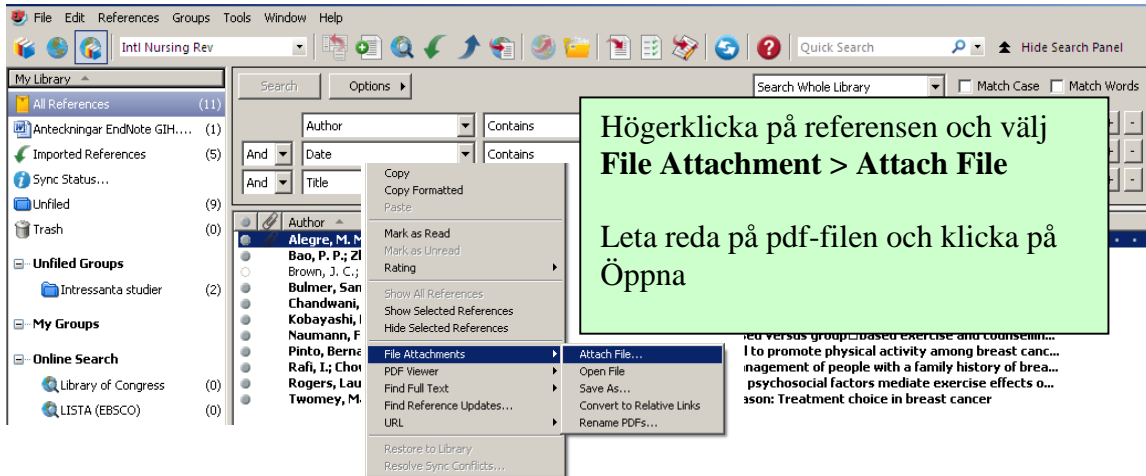 File Edit References Groups Tools Window Help
Intl Nursing Rev
Quick Search
Hide Search Panel
My Library
All References (11)
Anteckningar EndNote GIH.... (1)
Imported References (5)
Sync Status...
Unfiled (9)
Trash (0)
Unfiled Groups
Intressanta studier (2)
My Groups
Online Search
Library of Congress (0)
LISTA (EBSCO) (0)
Search Options
Search Whole Library Match Case Match Words
Author Contains
And Date Contains
And Title
Author
Alegre, M. M
Bao, P. P.;
Brown, J. C.;
Bulmer, San
Chandwani,
Kobayashi,
Naumann, F
Pinto, Berna
Rafi, I.; Cho
Rogers, Lau
Twomey, M.
Copy
Copy Formatted
Paste
Mark as Read
Mark as Unread
Rating
Show All References
Show Selected References
Hide Selected References
File Attachments
PDF Viewer
Find Full Text
Find Reference Updates...
URL
Restore to Library
Resolve Sync Conflicts...
Attach File...
Open File
Save As...
Convert to Relative Links
Rename PDFs...
Högerklicka på referensen och välj
File Attachment > Attach File
Leta reda på pdf-filen och klicka på
Öppna
versus group based exercise and counsellin...
l to promote physical activity among breast canc...
nagement of people with a family history of brea...
psychosocial factors mediate exercise effects o...
ason: Treatment choice in breast cancer